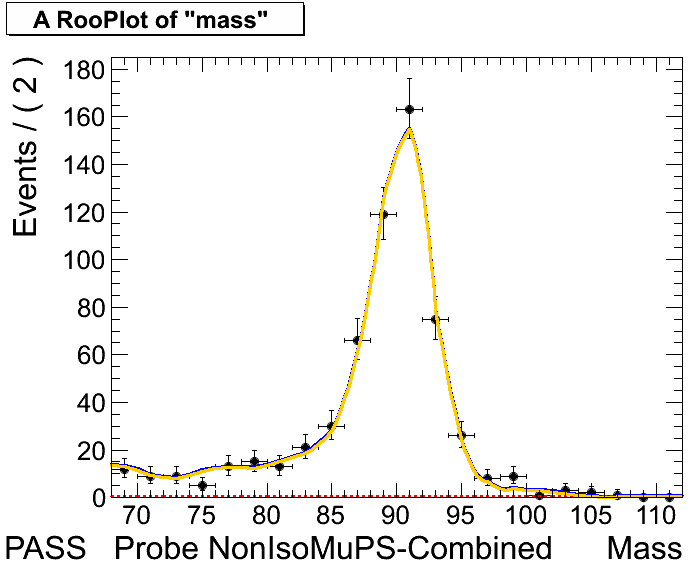 A RooPlot of "mass"
Events / ( 2 )
180
160
140
120
100
80
60
40
20
0
70 75 80 85 90 95 100 105 110
PASS Probe NonIsoMuPS-Combined Mass